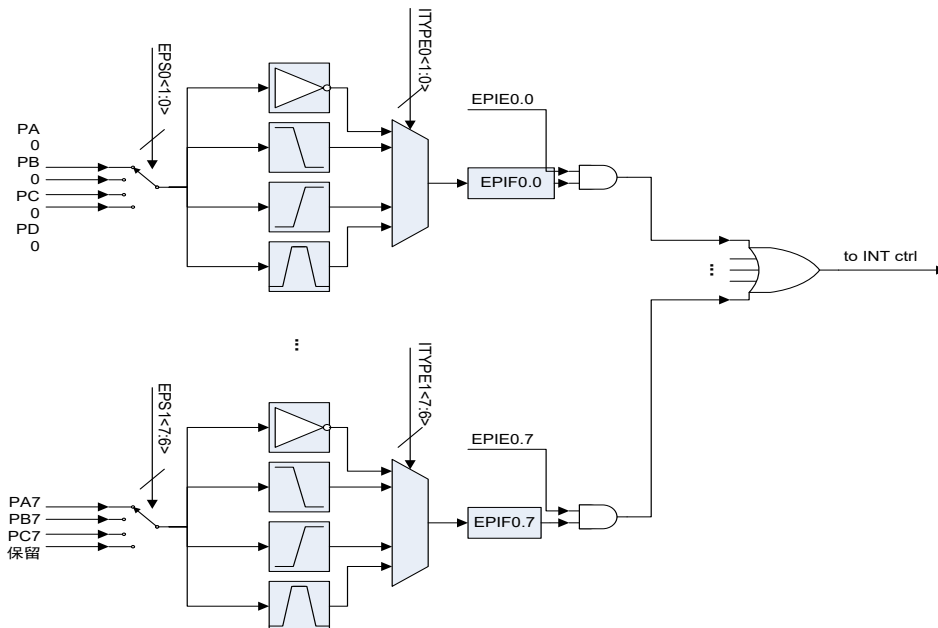 EPS0<1:0>
ITYPE0<1:0>
PA
0
PB
0
PC
0
PD
0
EPIE0.0
EPIF0.0
...
to INT ctrl
...
EPS1<7:6>
ITYPE1<7:6>
PA7
PB7
PC7
保留
EPIE0.7
EPIF0.7